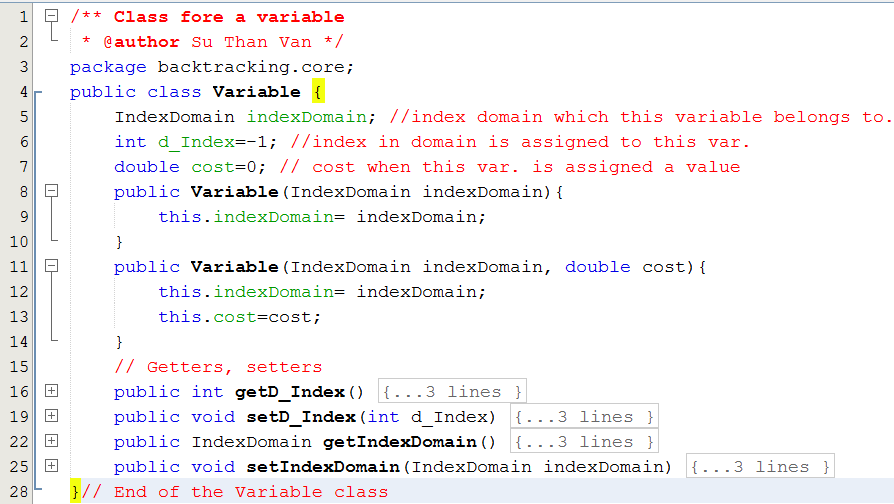 1 /** Class fore a variable
2 * @author Su Than Van */
3 package backtracking.core;
4 public class Variable {
5 IndexDomain indexDomain; //index domain which this variable belongs to.
6 int d_Index=-1; //index in domain is assigned to this var.
7 double cost=0; // cost when this var. is assigned a value
8 public Variable(IndexDomain indexDomain){
9 this.indexDomain= indexDomain;
10 }
11 public Variable(IndexDomain indexDomain, double cost){
12 this.indexDomain= indexDomain;
13 this.cost=cost;
14 }
15 // Getters, setters
16 public int getD_Index() {...3 lines }
19 public void setD_Index(int d_Index) {...3 lines }
22 public IndexDomain getIndexDomain() {...3 lines }
25 public void setIndexDomain(IndexDomain indexDomain) {...3 lines }
28 }// End of the Variable class